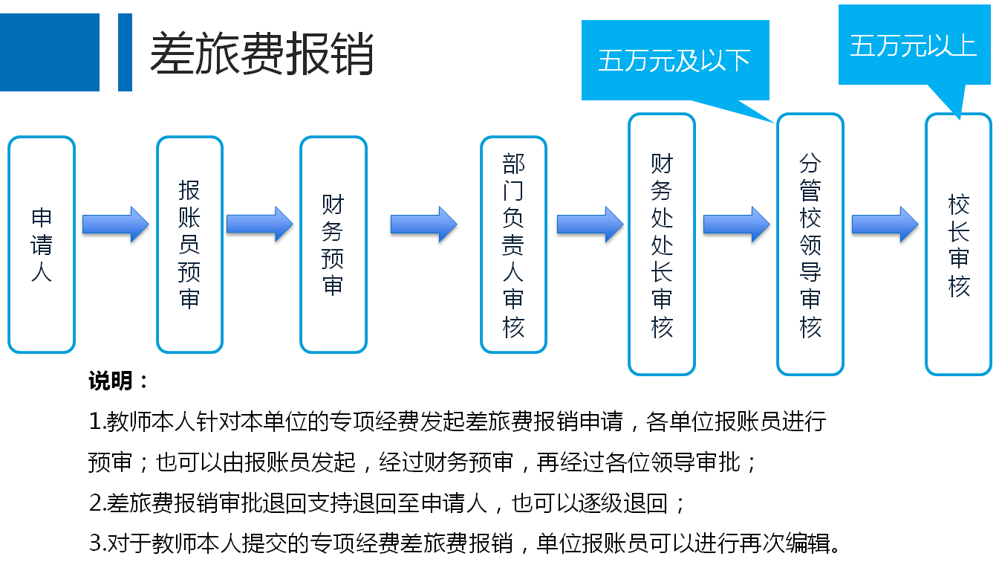 差旅费报销
五万元及以下
五万元以上
申请人
报账员预审
财务预审
部门负责人审核
财务处处长审核
分管校领导审核
校长审核
说明：
1.教师本人针对本单位的专项经费发起差旅费报销申请，各单位报账员进行
预审；也可以由报账员发起，经过财务预审，再经过各位领导审批；
2.差旅费报销审批退回支持退回至申请人，也可以逐级退回；
3.对于教师本人提交的专项经费差旅费报销，单位报账员可以进行再次编辑。